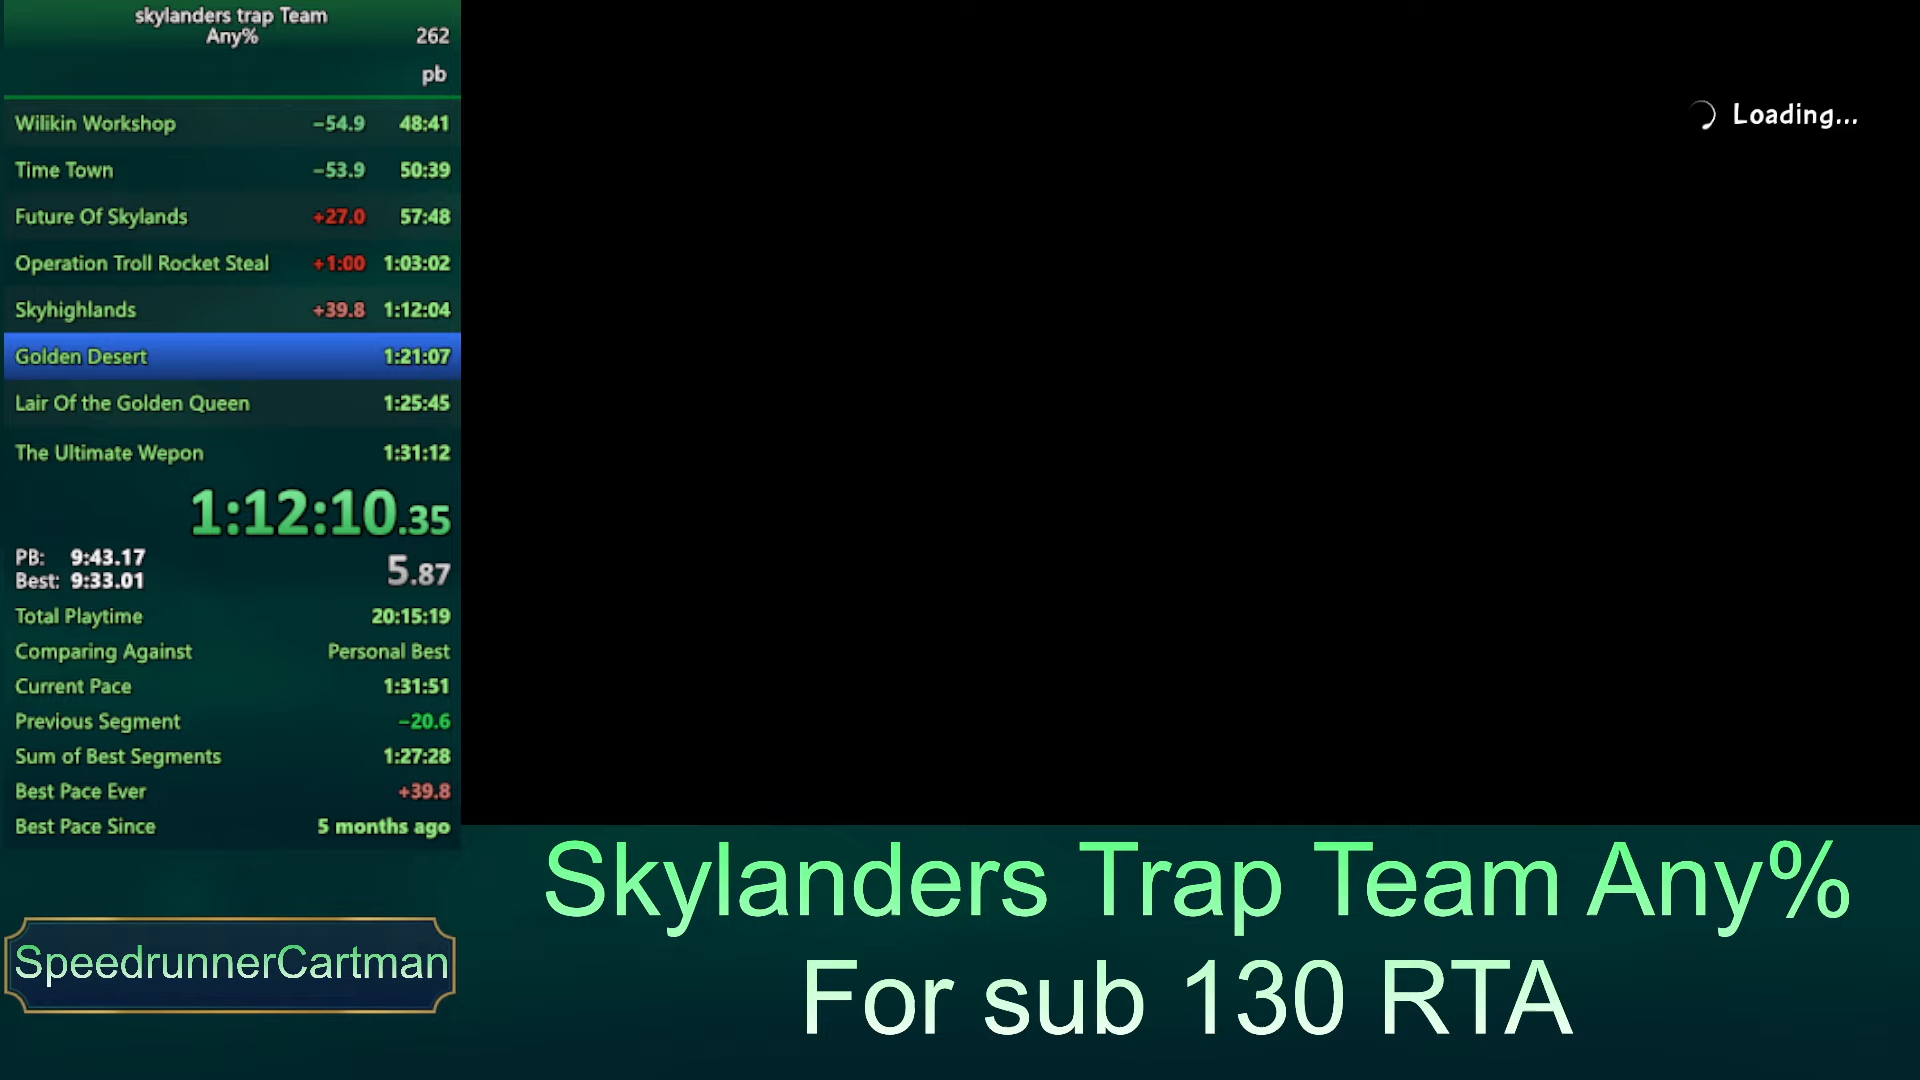 skylanders trap Team
Any% 262
pb
Wilikin Workshop −54.9 48:41
Time Town −53.9 50:39
Future Of Skylands +27.0 57:48
Operation Troll Rocket Steal +1:00 1:03:02
Skyhighlands +39.8 1:12:04
Golden Desert 1:21:07
Lair Of the Golden Queen 1:25:45
The Ultimate Wepon 1:31:12
1:12:10.35
PB: 9:43.17
Best: 9:33.01
5.87
Total Playtime 20:15:19
Comparing Against Personal Best
Current Pace 1:31:51
Previous Segment −20.6
Sum of Best Segments 1:27:28
Best Pace Ever +39.8
Best Pace Since 5 months ago
SpeedrunnerCartman
Loading...
Skylanders Trap Team Any%
For sub 130 RTA